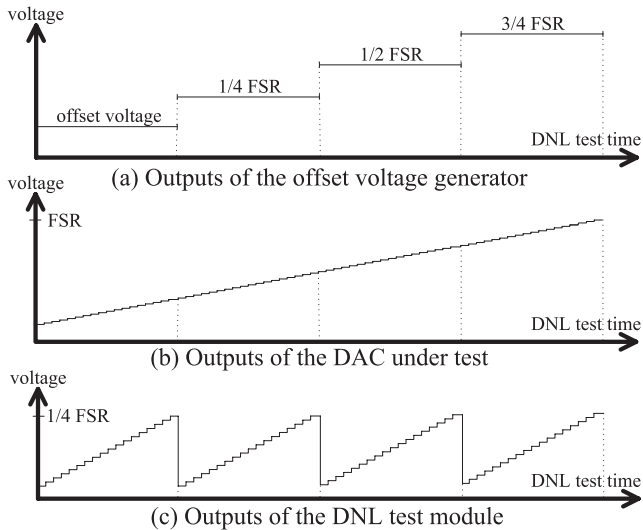 voltage
3/4 FSR
1/2 FSR
1/4 FSR
offset voltage
DNL test time
(a) Outputs of the offset voltage generator
voltage
FSR
DNL test time
(b) Outputs of the DAC under test
voltage
1/4 FSR
DNL test time
(c) Outputs of the DNL test module